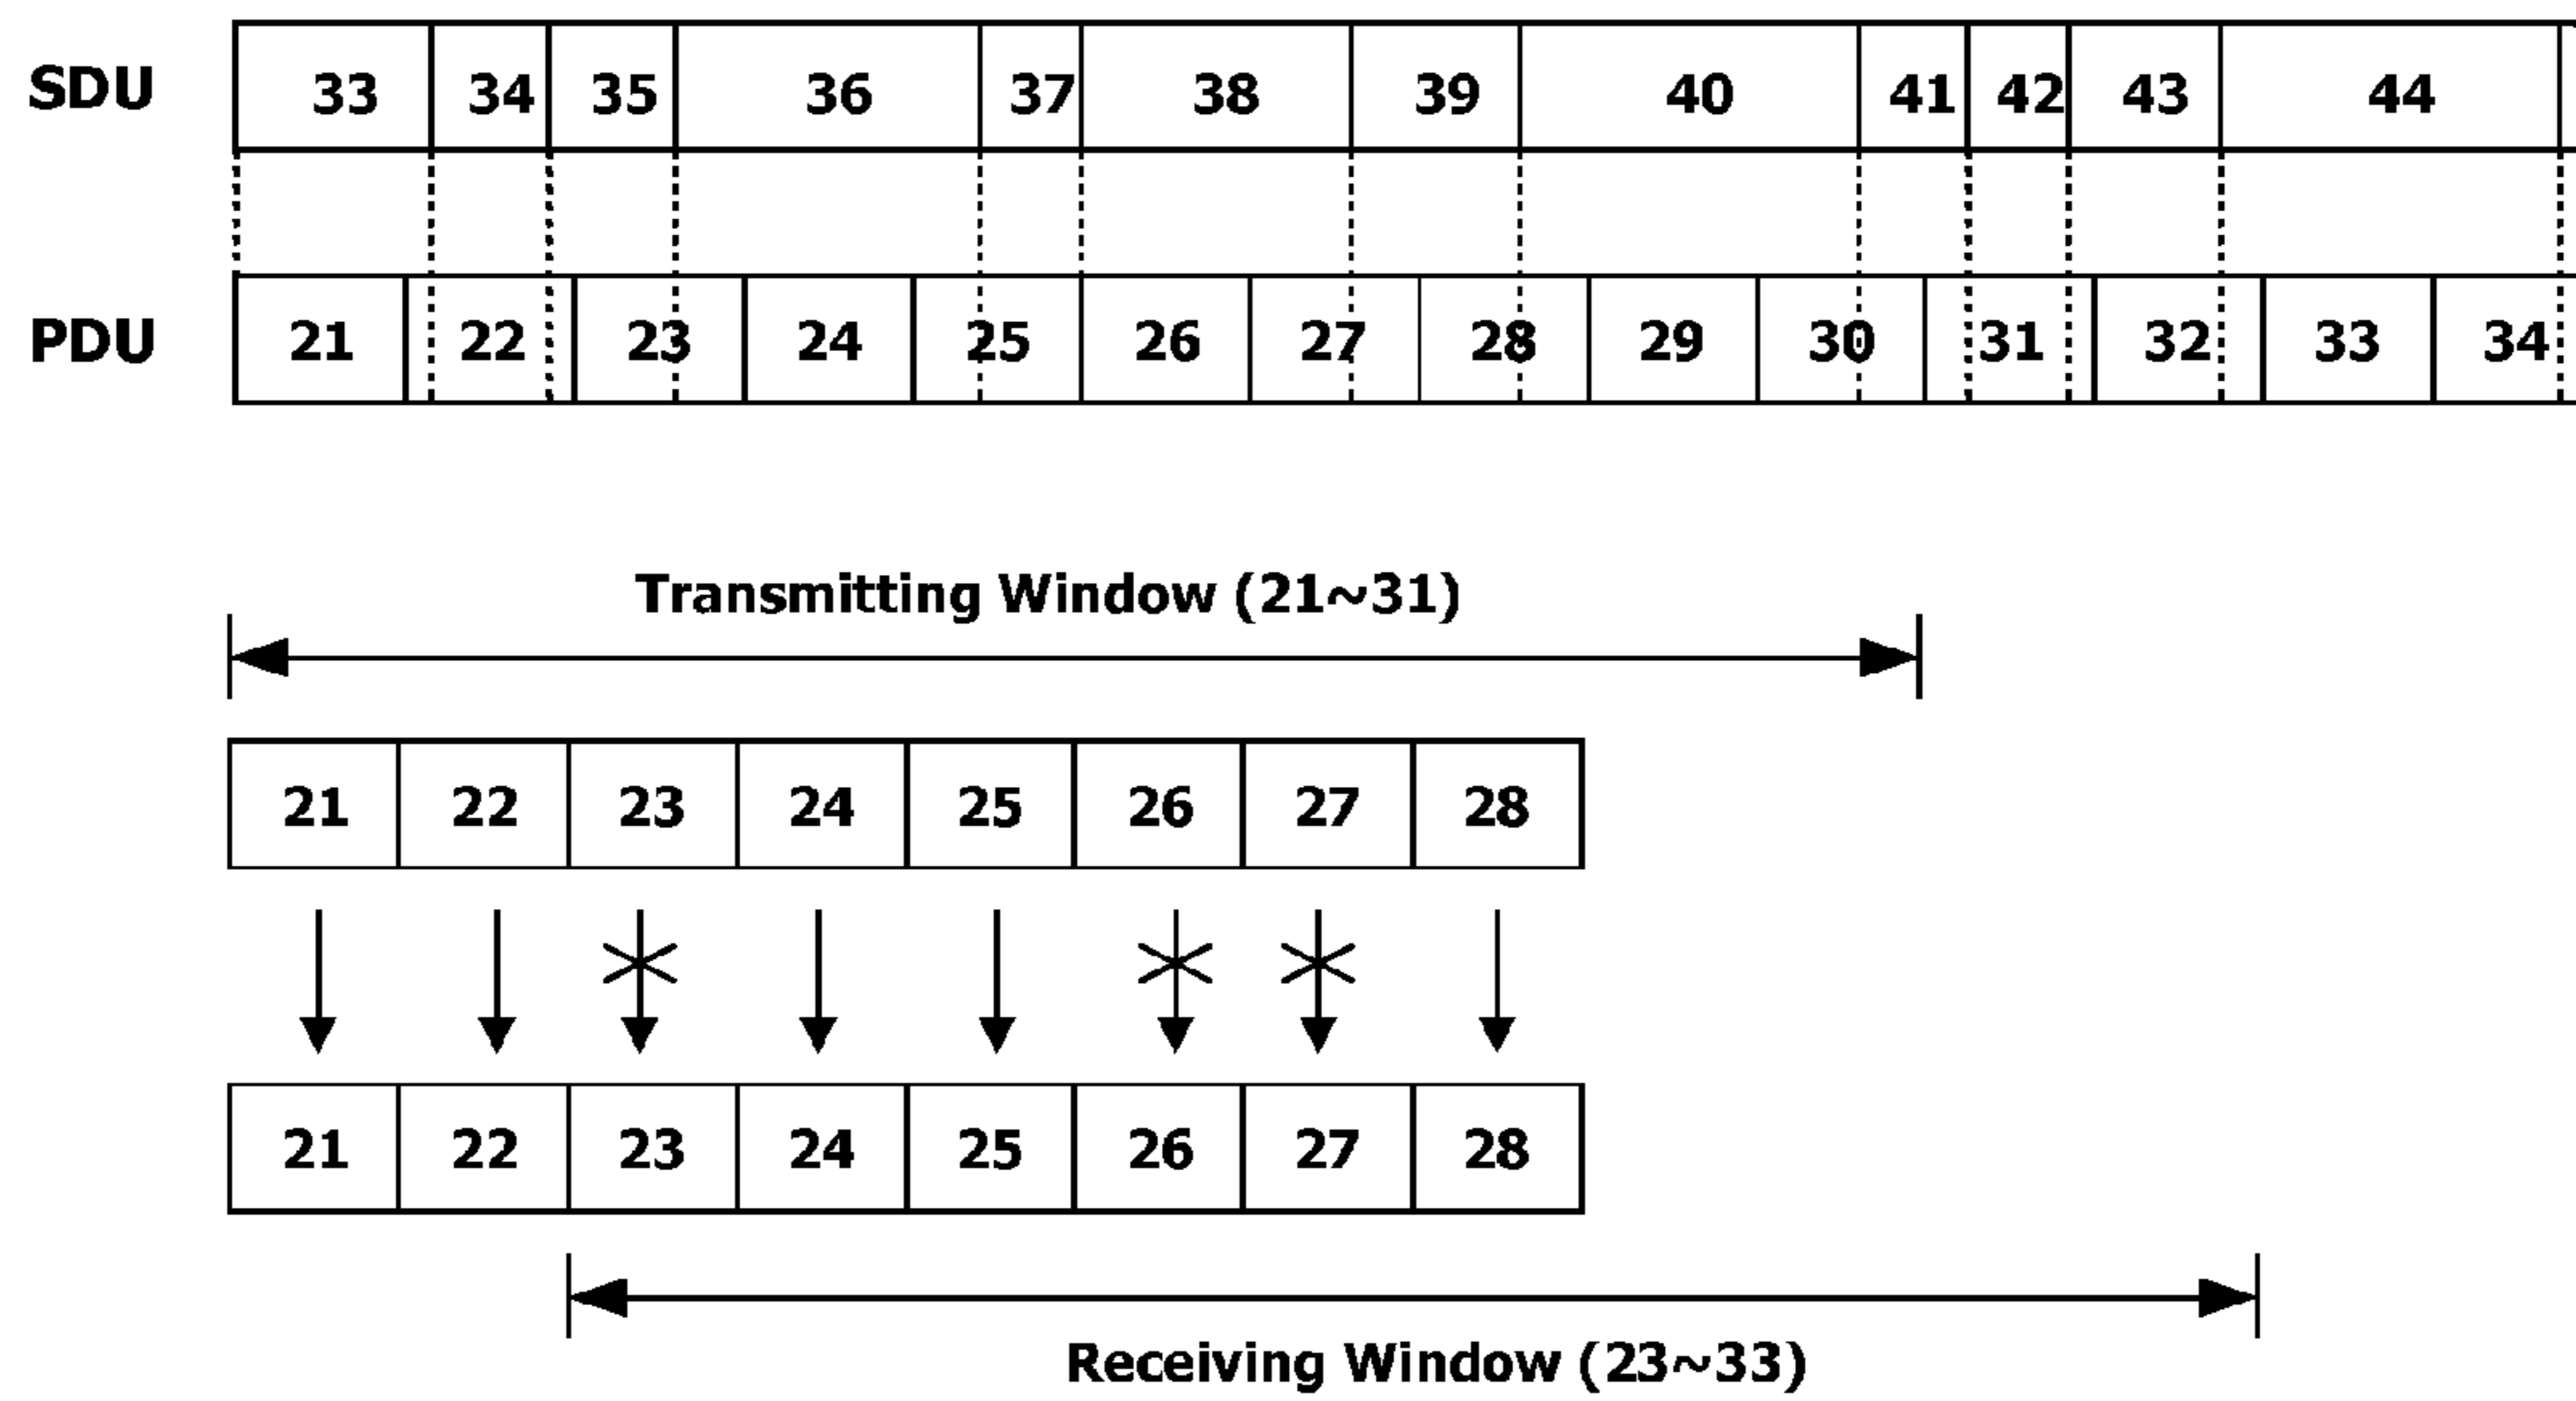 SDU 33 34 35 36 37 38 39 40 41 42 43 44
PDU 21 22 23 24 25 26 27 28 29 30 31 32 33 34
Transmitting Window (21~31)
21 22 23 24 25 26 27 28
21 22 23 24 25 26 27 28
Receiving Window (23~33)